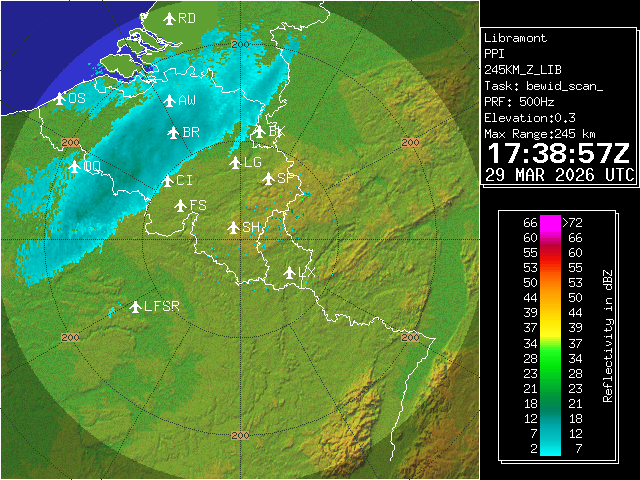 RD
200
OS
AW
BR
BK
200
200
QO
LG
CI
SP
FS
SH
LX
LFSR
200
200
200
Libramont
PPI
245KM_Z_LIB
Task: bewid_scan_
PRF: 500Hz
Elevation:0.3
Max Range:245 km
17:38:57Z
29 MAR 2026 UTC
66 >72
60 66
55 60
53 55
50 53
44 50
39 44
37 39
34 37
28 34
23 28
21 23
18 21
12 18
7 12
2 7
Reflectivity in dBZ